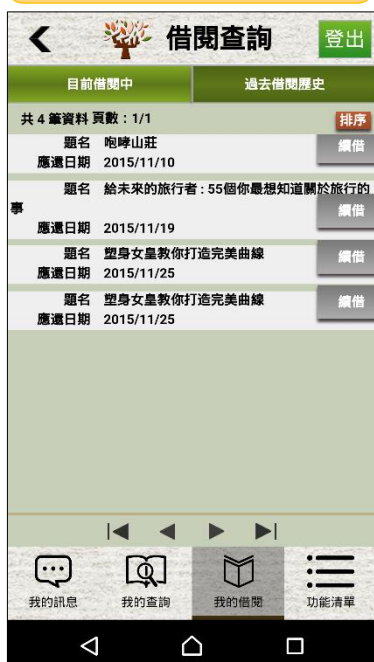 借閱查詢
登出
目前借閱中
過去借閱歷史
共 4 筆資料 頁數：1/1
排序
題名 咆哮山莊
續借
應還日期 2015/11/10
題名 給未來的旅行者 : 55個你最想知道關於旅行的
事
續借
應還日期 2015/11/19
題名 塑身女皇教你打造完美曲線
續借
應還日期 2015/11/25
題名 塑身女皇教你打造完美曲線
續借
應還日期 2015/11/25
我的訊息
我的查詢
我的借閱
功能清單